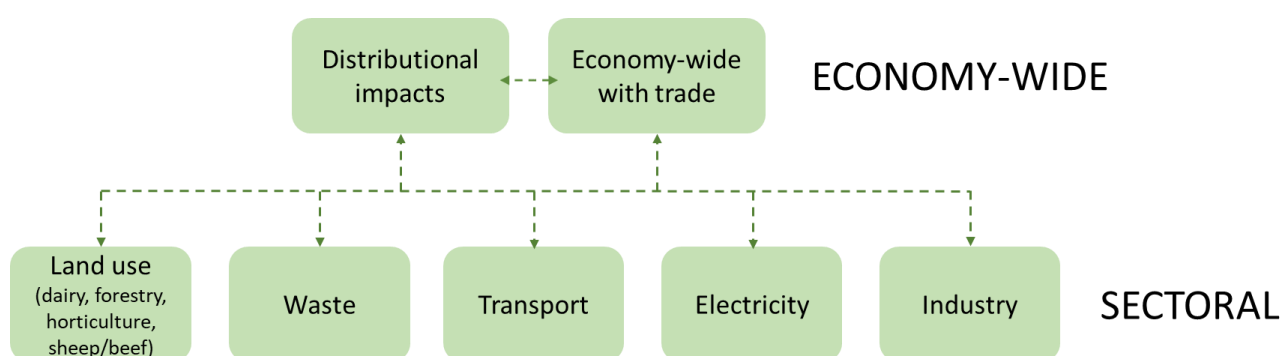 Distributional
impacts
Economy-wide
with trade
ECONOMY-WIDE
Land use
(dairy, forestry,
horticulture,
sheep/beef)
Waste
Transport
Electricity
Industry
SECTORAL